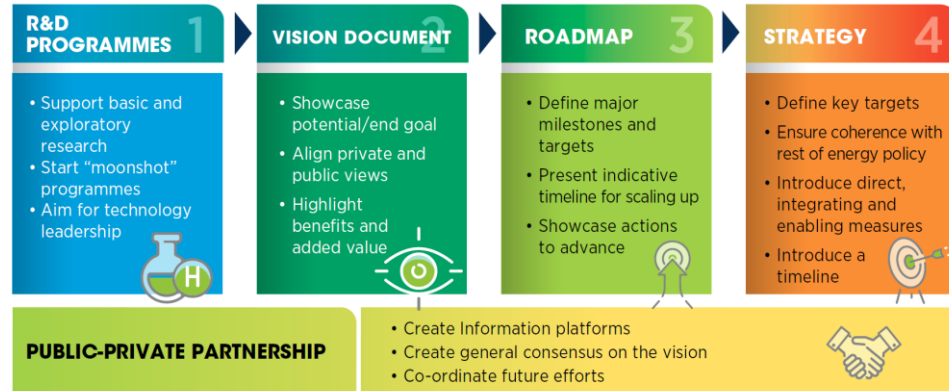 R&D
PROGRAMMES
1
• Support basic and
exploratory
research
• Start “moonshot”
programmes
• Aim for technology
leadership
H
VISION DOCUMENT
2
• Showcase
potential/end goal
• Align private and
public views
• Highlight
benefits and
added value
ROADMAP
3
• Define major
milestones and
targets
• Present indicative
timeline for scaling up
• Showcase actions
to advance
STRATEGY
4
• Define key targets
• Ensure coherence with
rest of energy policy
• Introduce direct,
integrating and
enabling measures
• Introduce a
timeline
PUBLIC-PRIVATE PARTNERSHIP
• Create Information platforms
• Create general consensus on the vision
• Co-ordinate future efforts